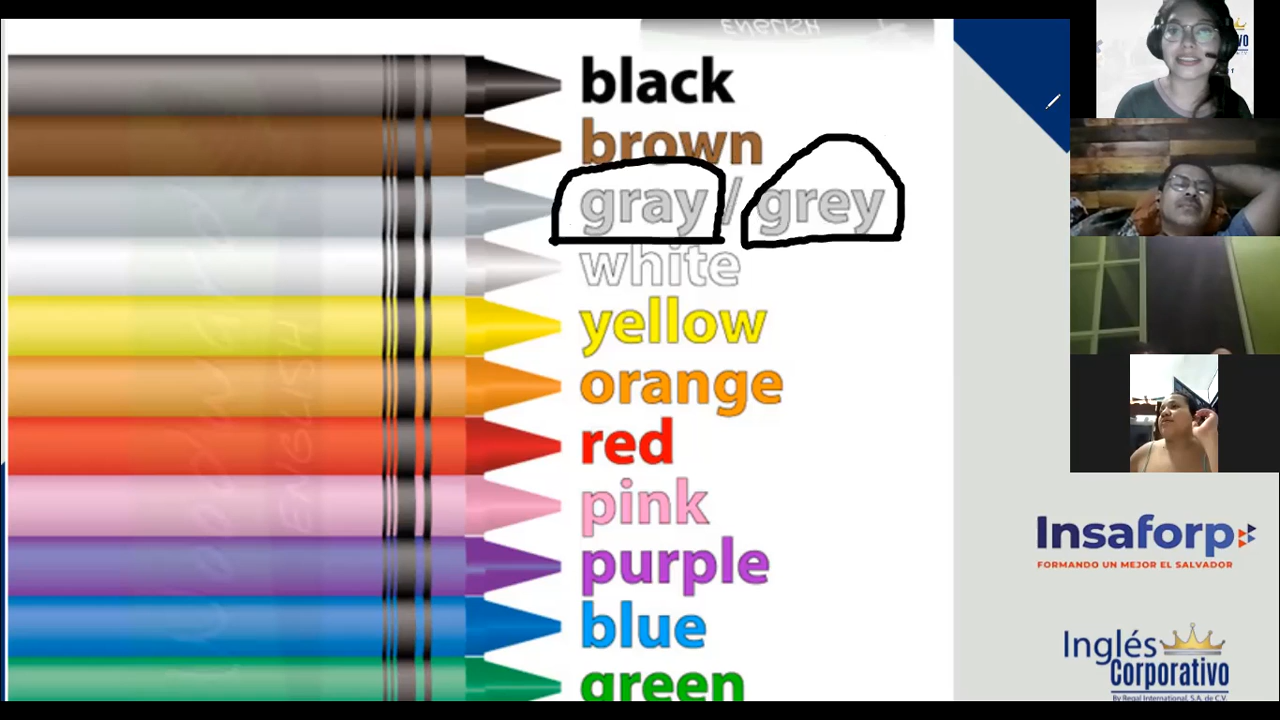 ENGLISH
black
brown
gray / grey
white
yellow
orange
red
pink
purple
blue
green
Insaforp
FORMANDO UN MEJOR EL SALVADOR
Inglés
Corporativo
By Regal International, S.A. de C.V.